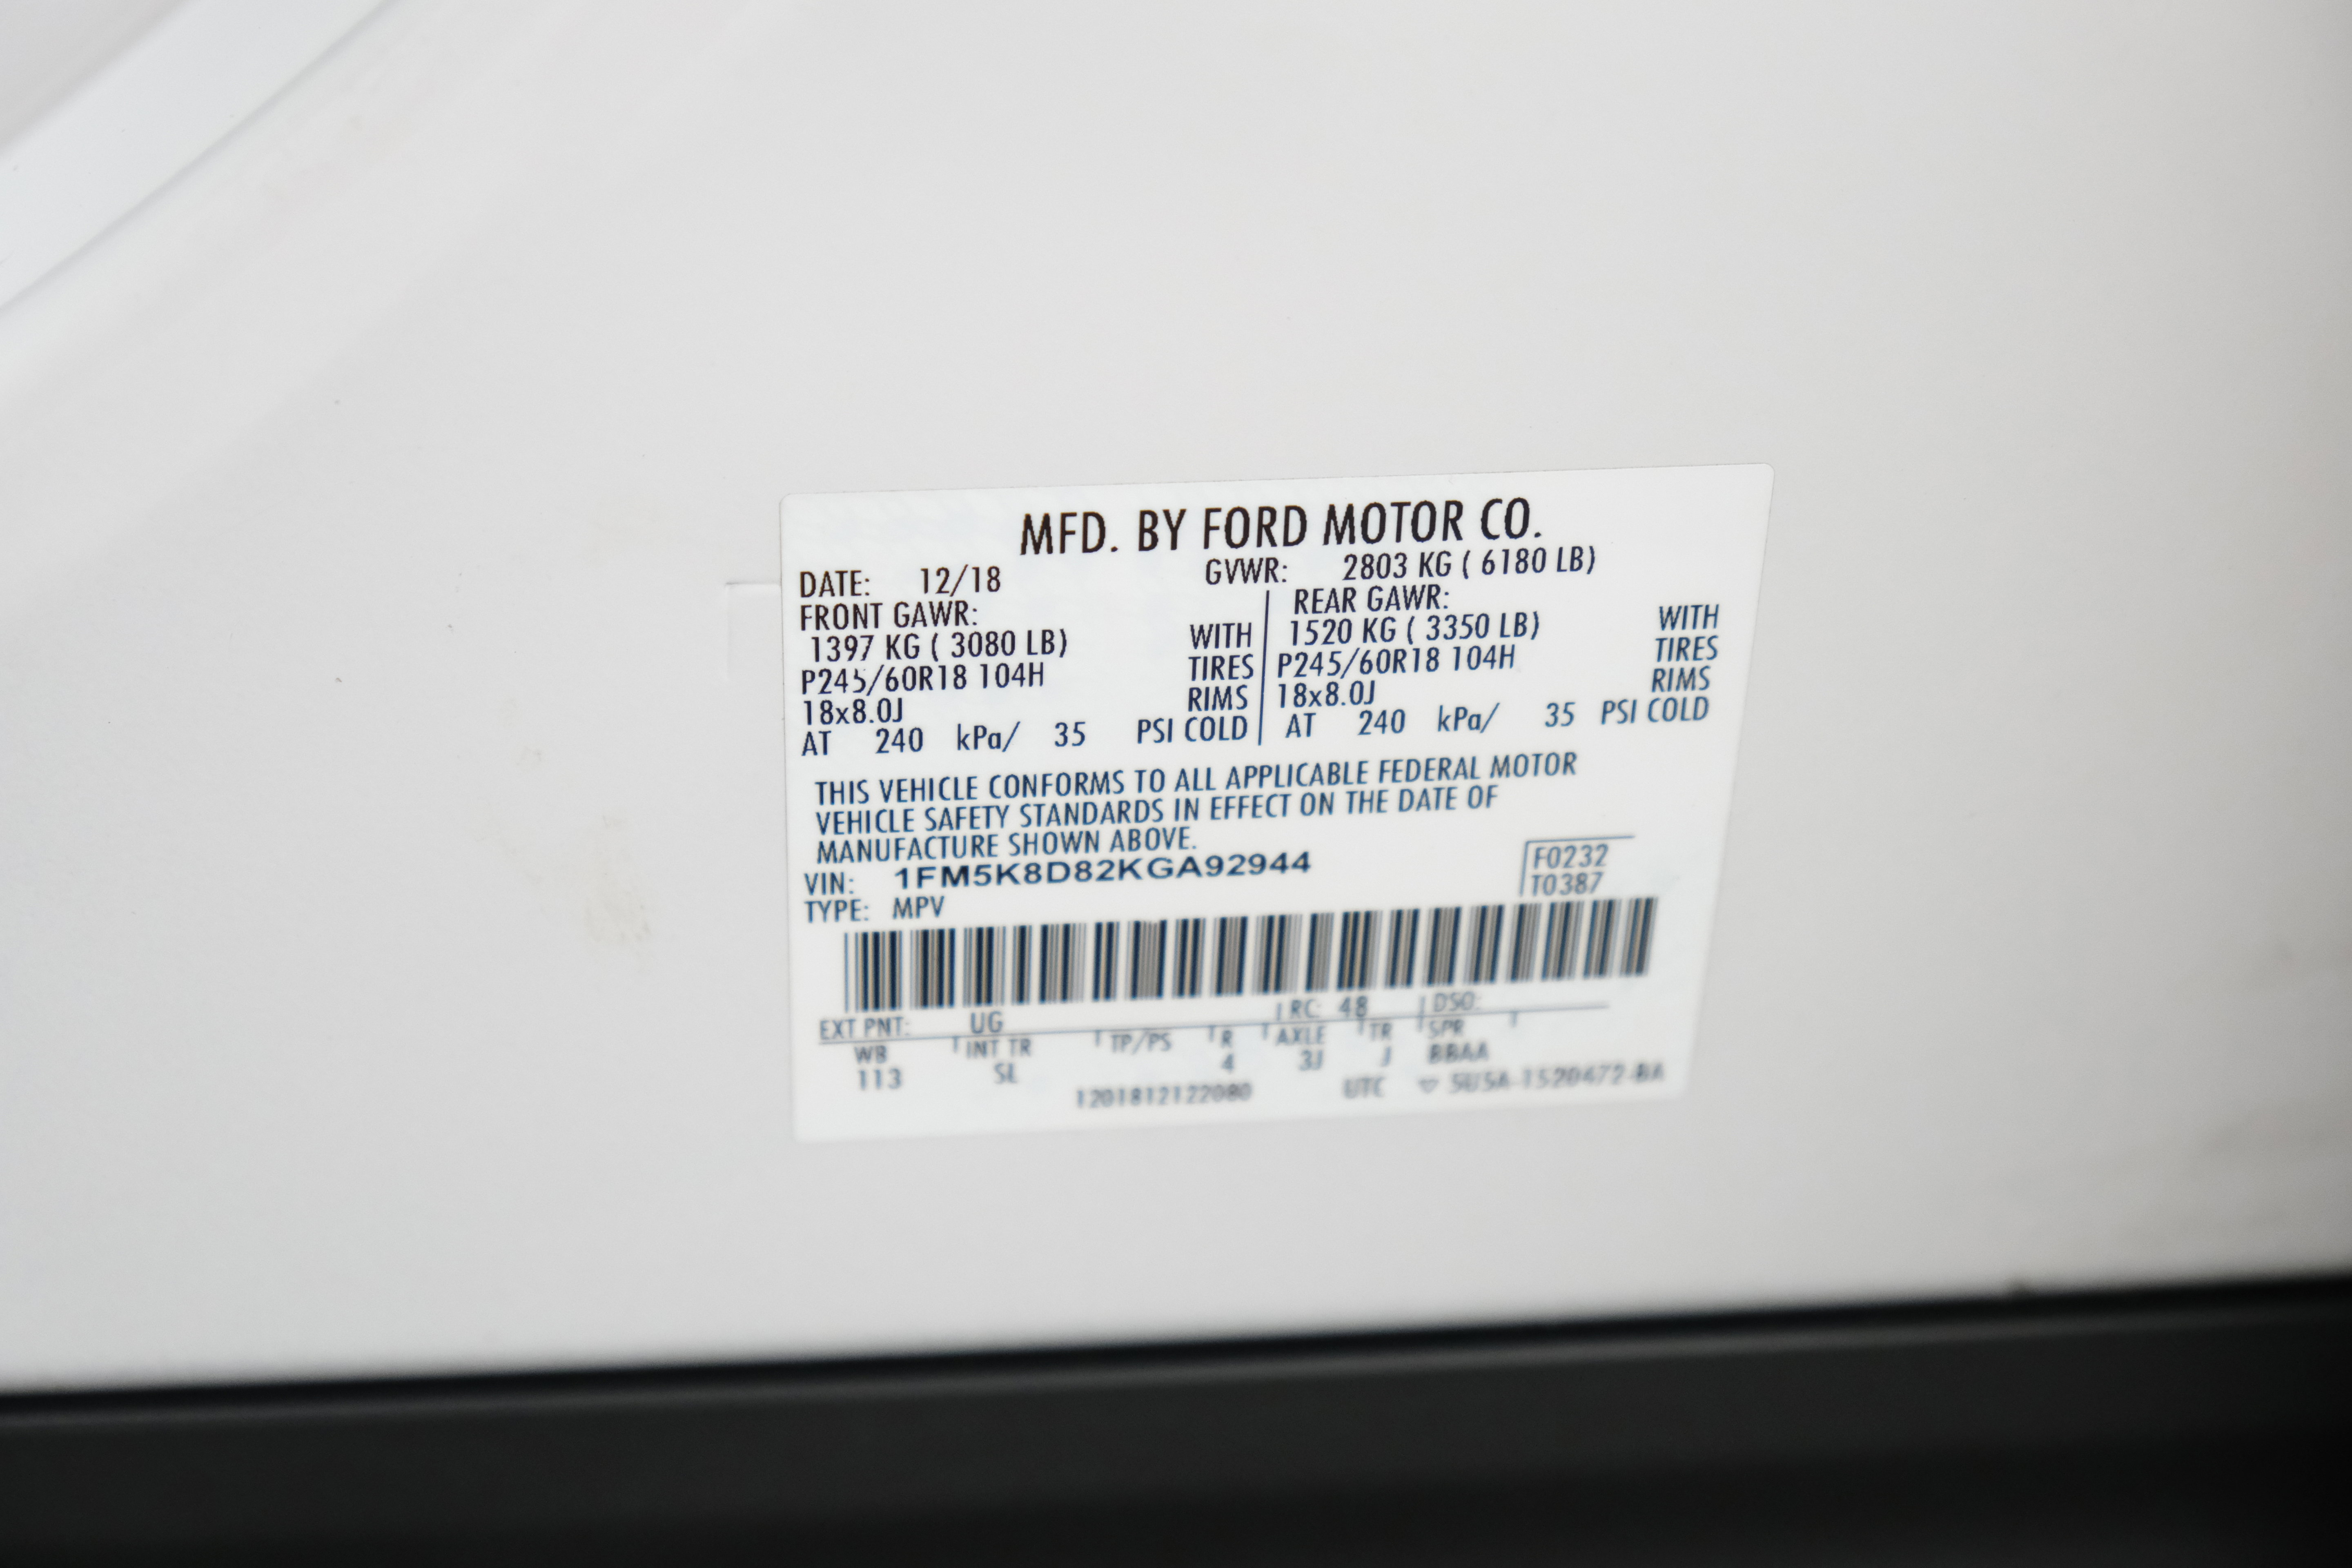 MFD. BY FORD MOTOR CO.
DATE: 12/18 GVWR: 2803 KG ( 6180 LB)
FRONT GAWR: REAR GAWR:
1397 KG ( 3080 LB) WITH 1520 KG ( 3350 LB) WITH
P245/60R18 104H TIRES P245/60R18 104H TIRES
18x8.0J RIMS 18x8.0J RIMS
AT 240 kPa/ 35 PSI COLD AT 240 kPa/ 35 PSI COLD
THIS VEHICLE CONFORMS TO ALL APPLICABLE FEDERAL MOTOR
VEHICLE SAFETY STANDARDS IN EFFECT ON THE DATE OF
MANUFACTURE SHOWN ABOVE.
VIN: 1FM5K8D82KGA92944 F0232
TYPE: MPV T0387
EXT PNT: UG RC: 48 DSO:
WB INT TR TP/PS R AXLE TR SPR
113 SL 4 3J J BBAA
1201812122080 UTC 5U5A-1520472-BA